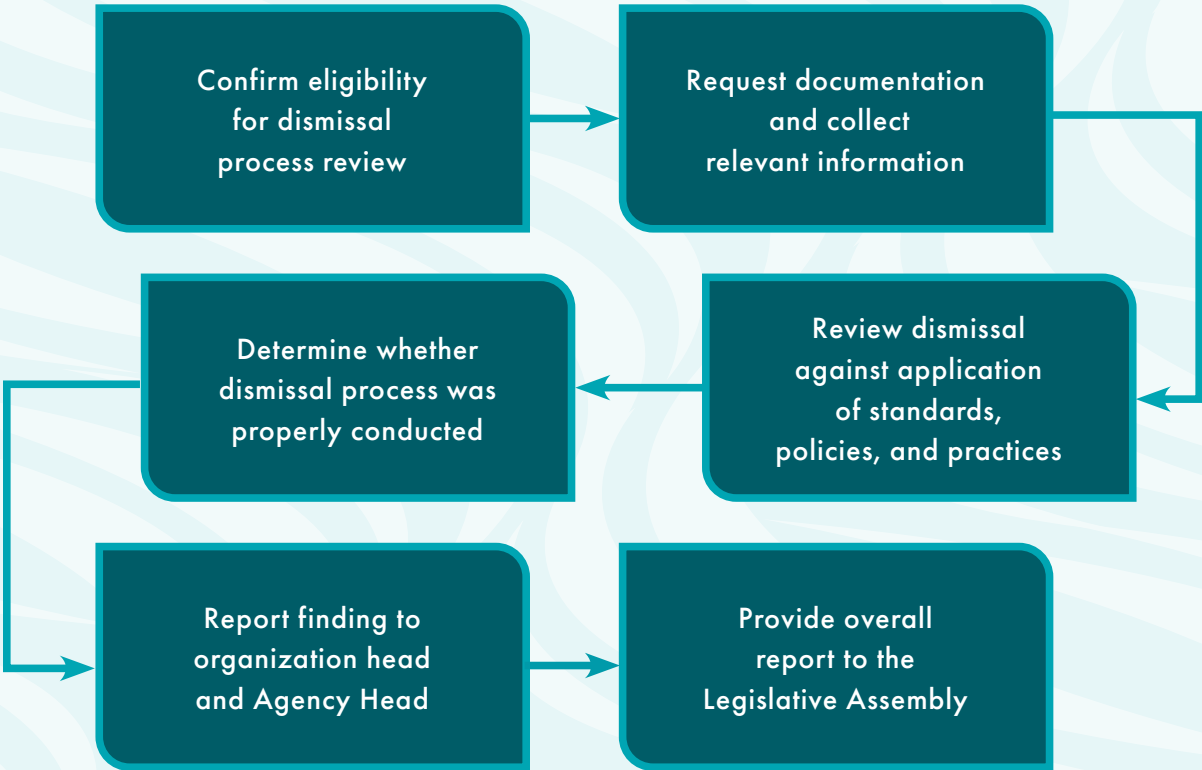 Confirm eligibility
for dismissal
process review
Request documentation
and collect
relevant information
Review dismissal
against application
of standards,
policies, and practices
Determine whether
dismissal process was
properly conducted
Report finding to
organization head
and Agency Head
Provide overall
report to the
Legislative Assembly